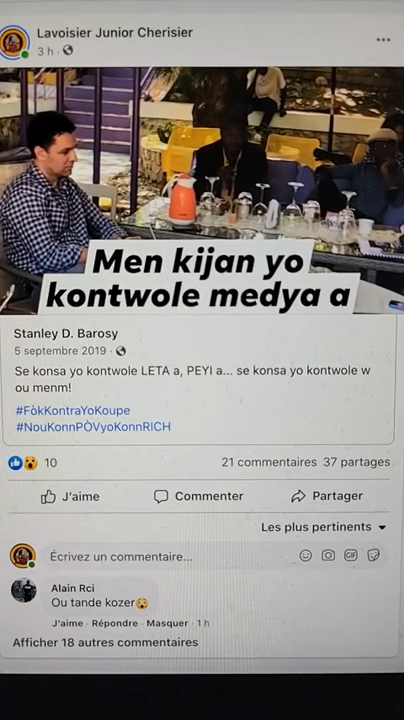 Lavoisier Junior Cherisier
3 h
Men kijan yo
kontwole medya a
Stanley D. Barosy
5 septembre 2019
Se konsa yo kontwole LETA a, PEYI a... se konsa yo kontwole w
ou menm!
#FòkKontraYoKoupe
#NouKonnPÒVyoKonnRICH
10
21 commentaires 37 partages
J'aime Commenter Partager
Les plus pertinents
Écrivez un commentaire...
GIF
Alain Rci
Ou tande kozer
J'aime · Répondre · Masquer · 1 h
Afficher 18 autres commentaires